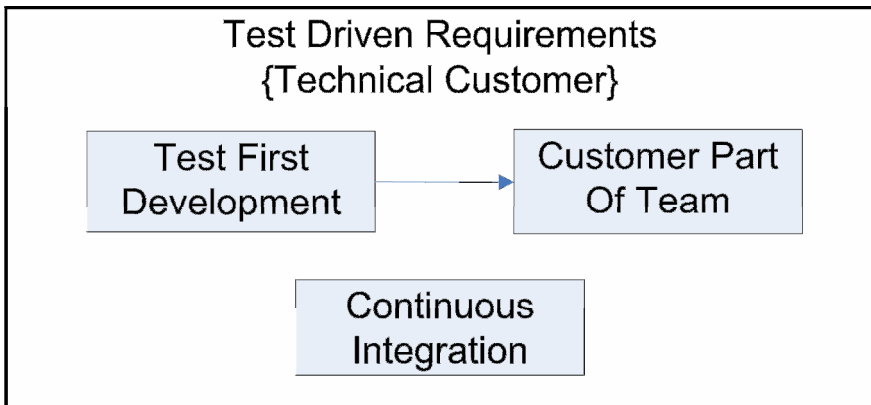 Test Driven Requirements
{Technical Customer}
Test First
Development
Customer Part
Of Team
Continuous
Integration